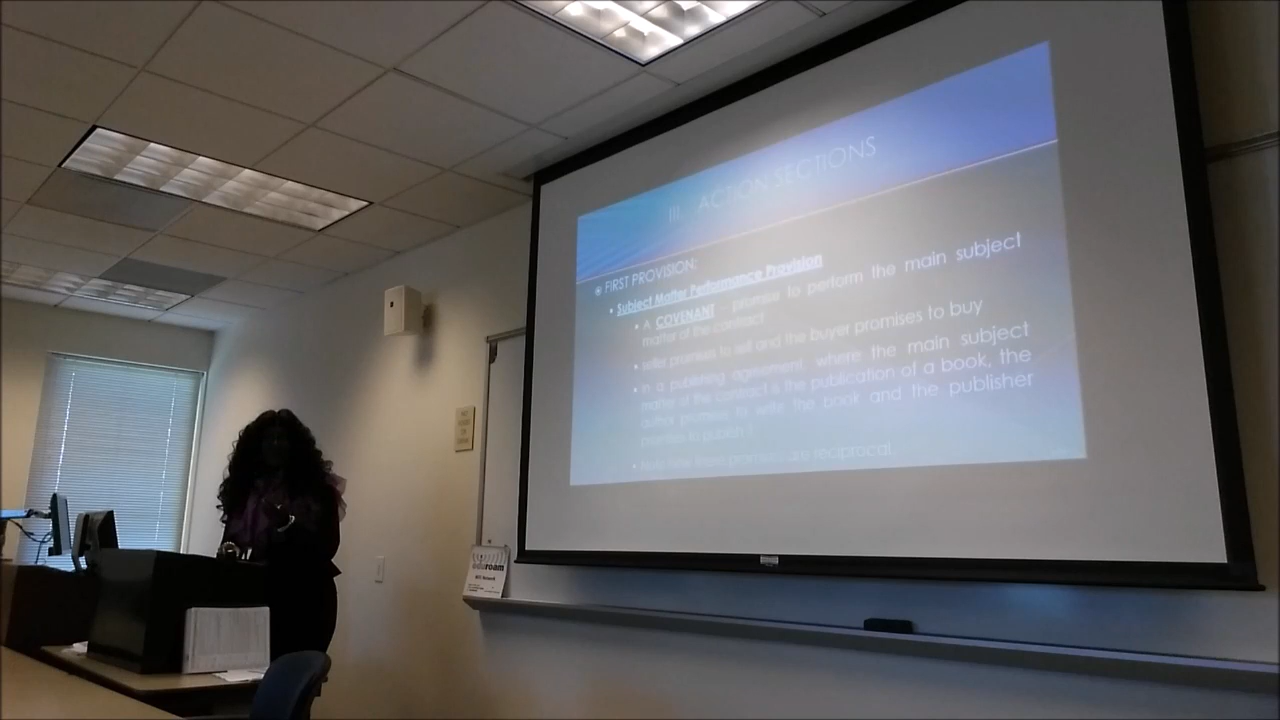 III. ACTION SECTIONS
FIRST PROVISION:
Subject Matter Performance Provision
A COVENANT - promise to perform the main subject
matter of the contract
seller promises to sell and the buyer promises to buy
in a publishing agreement, where the main subject
matter of the contract is the publication of a book, the
author promises to write the book and the publisher
promises to publish it
Note how these promises are reciprocal.
eduroam